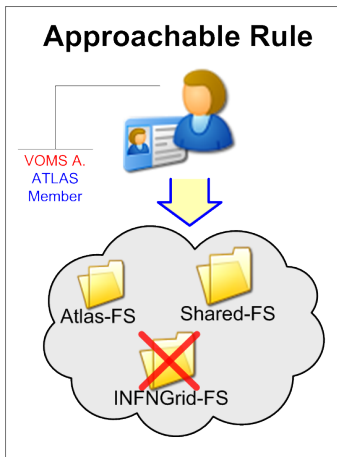 Approachable Rule
VOMS A.
ATLAS
Member
Atlas-FS
Shared-FS
INFNGrid-FS